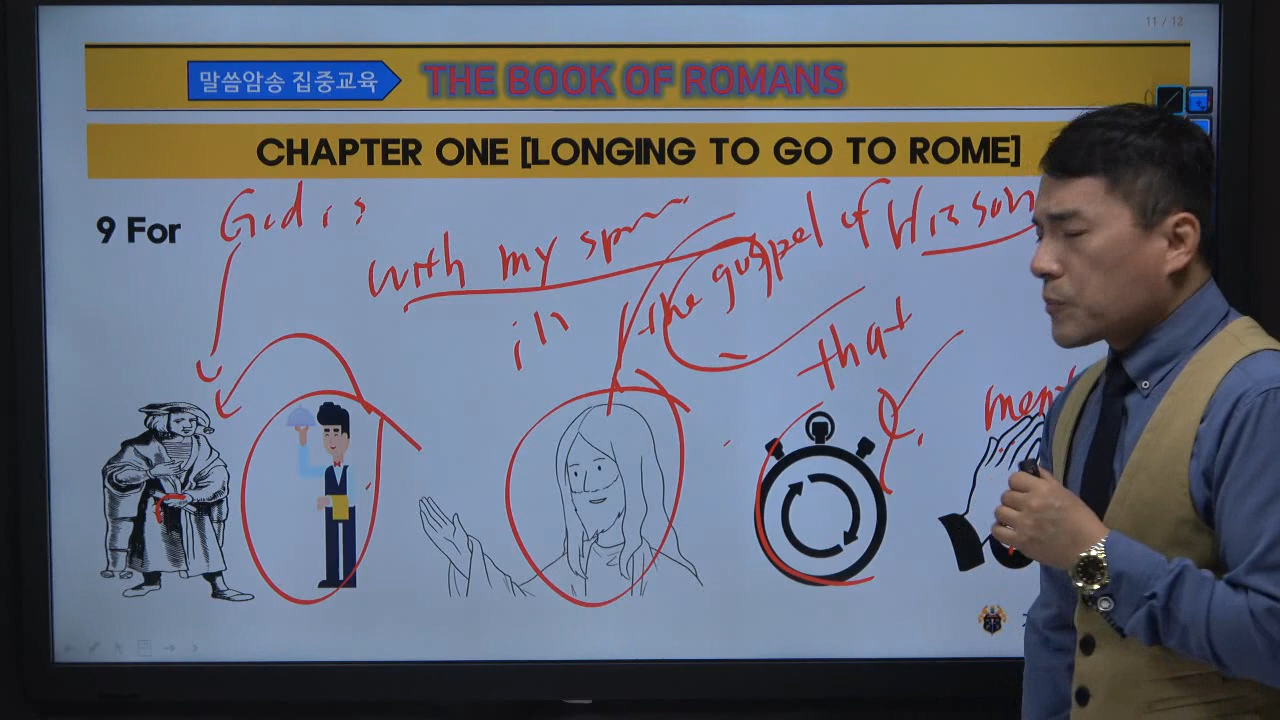 11 / 12
말씀암송 집중교육 THE BOOK OF ROMANS
CHAPTER ONE [LONGING TO GO TO ROME]
9 For God is
with my
in the gospel of His son
that